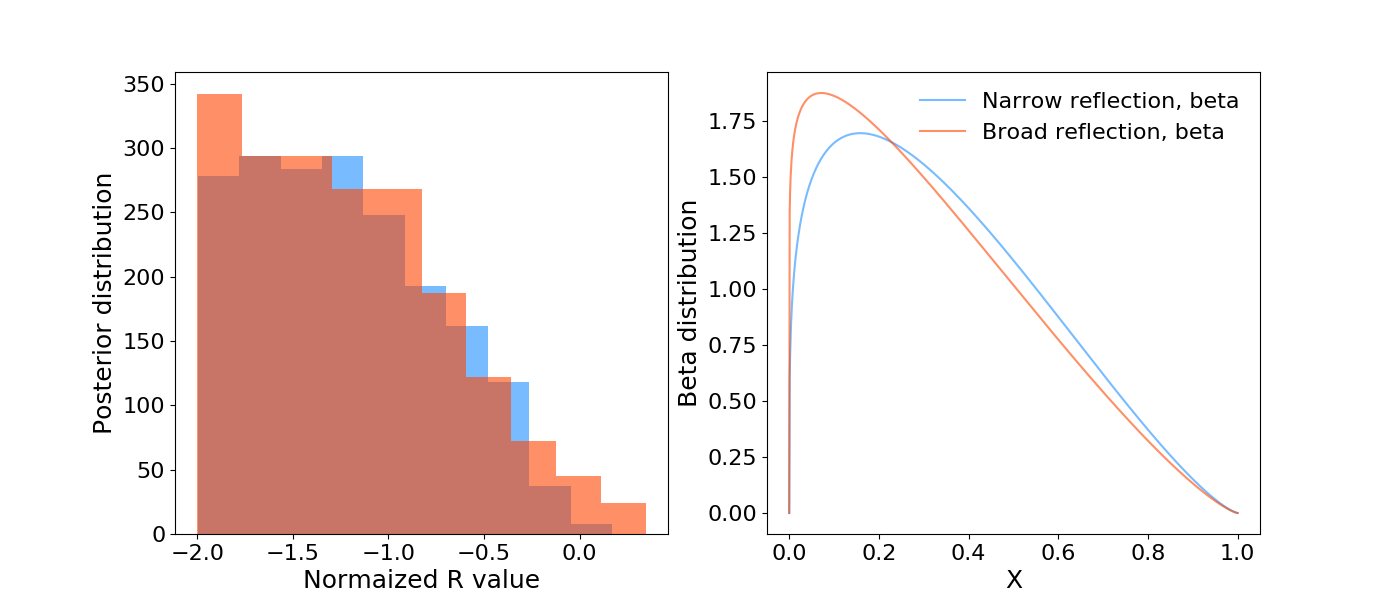 350
300
250
200
150
100
50
0
−2.0 −1.5 −1.0 −0.5 0.0
Normaized R value
Posterior distribution
1.75
1.50
1.25
1.00
0.75
0.50
0.25
0.00
0.0 0.2 0.4 0.6 0.8 1.0
X
Beta distribution
Narrow reflection, beta
Broad reflection, beta